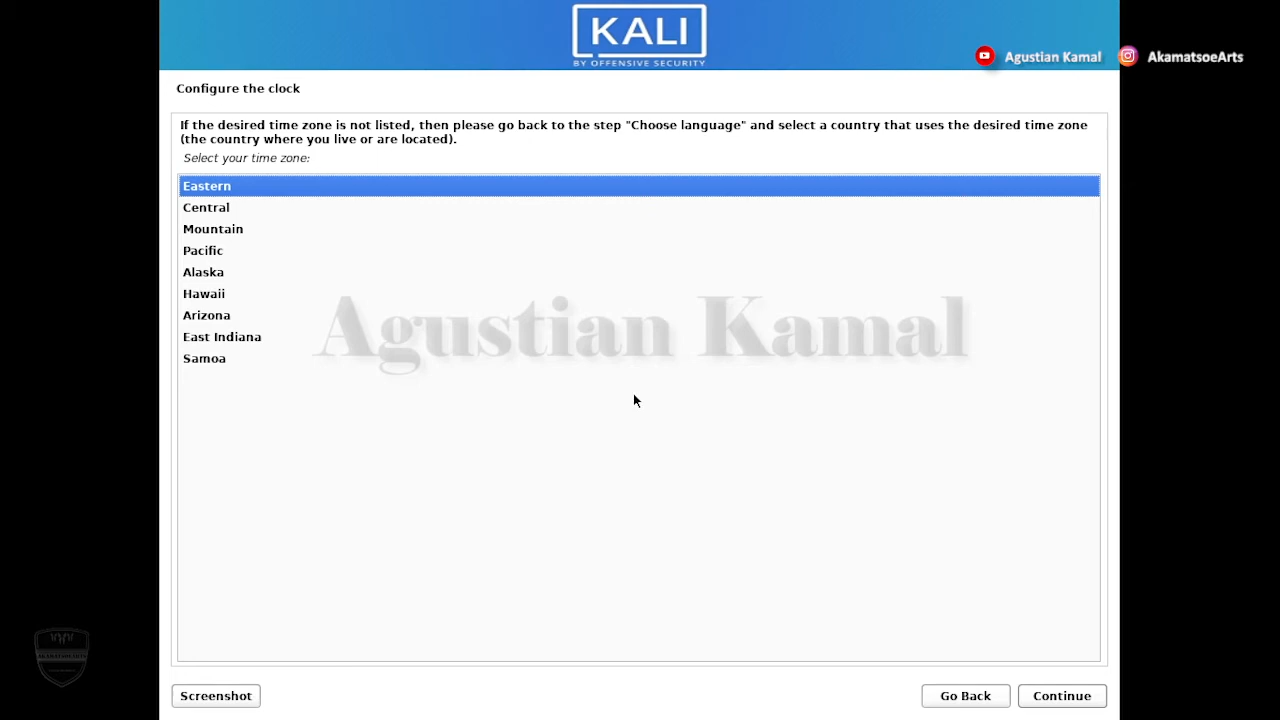 KALI
BY OFFENSIVE SECURITY
Agustian Kamal
AkamatsoeArts
Configure the clock
If the desired time zone is not listed, then please go back to the step "Choose language" and select a country that uses the desired time zone
(the country where you live or are located).
Select your time zone:
Eastern
Central
Mountain
Pacific
Alaska
Hawaii
Arizona
East Indiana
Samoa
Agustian Kamal
Screenshot
Go Back
Continue